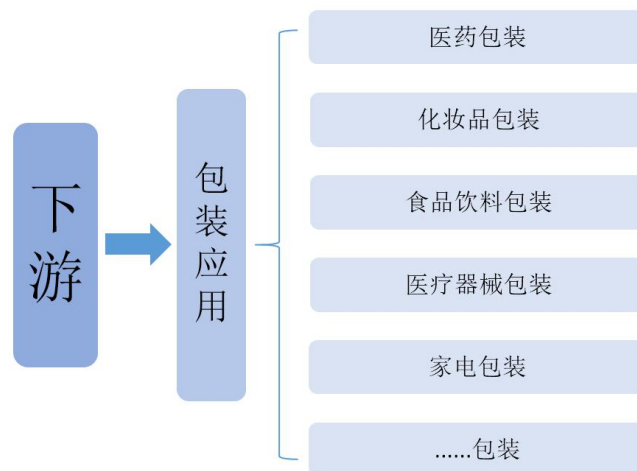 下游
包装应用
医药包装
化妆品包装
食品饮料包装
医疗器械包装
家电包装
......包装